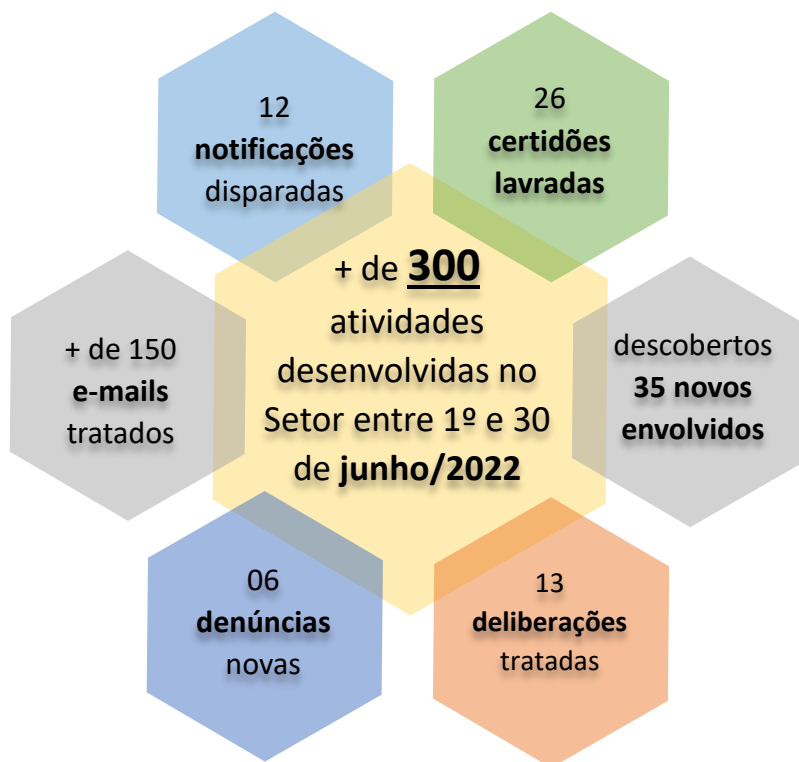 12
notificações
disparadas
26
certidões
lavradas
+ de 150
e-mails
tratados
+ de 300
atividades
desenvolvidas no
Setor entre 1º e 30
de junho/2022
descobertos
35 novos
envolvidos
06
denúncias
novas
13
deliberações
tratadas